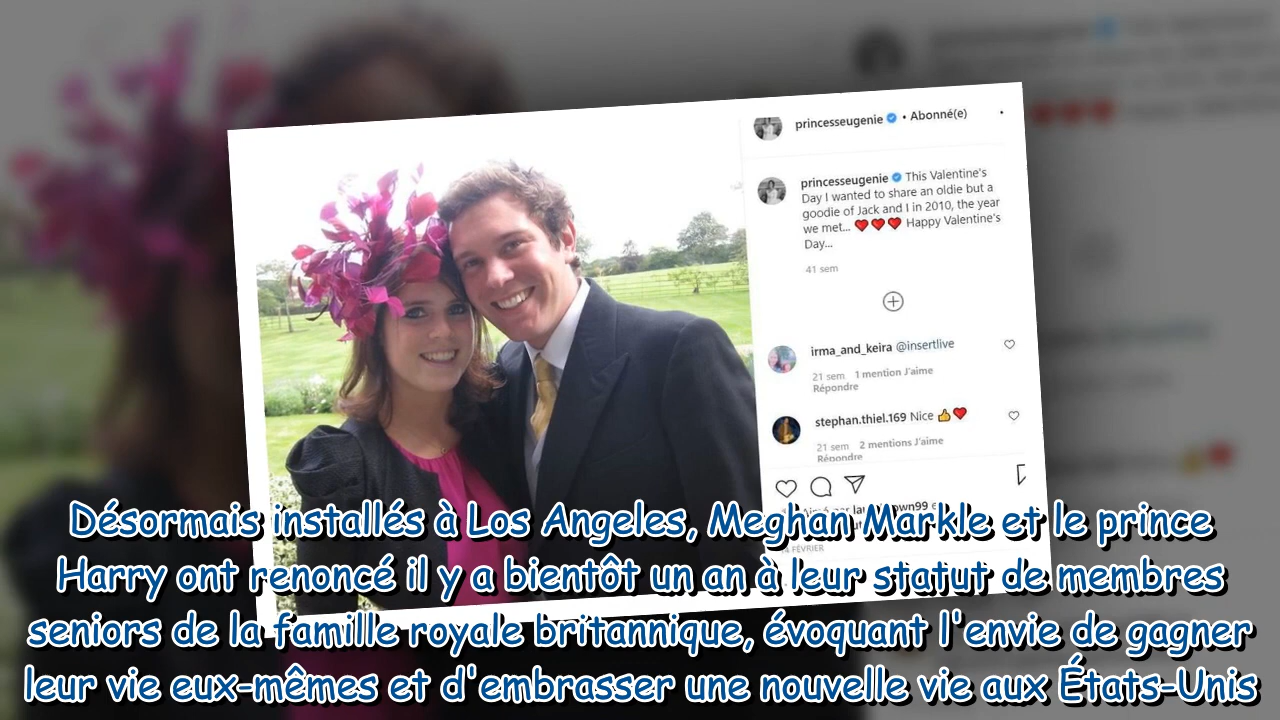 princesseugenie • Abonné(e)
princesseugenie This Valentine's
Day I wanted to share an oldie but a
goodie of Jack and I in 2010, the year
we met... ❤️❤️❤️ Happy Valentine's
Day...
41 sem
irma_and_keira @insertlive
21 sem 1 mention J'aime
Répondre
stephan.thiel.169 Nice 👍❤️
21 sem 2 mentions J'aime
Répondre
FÉVRIER
Désormais installés à Los Angeles, Meghan Markle et le prince
Harry ont renoncé il y a bientôt un an à leur statut de membres
seniors de la famille royale britannique, évoquant l'envie de gagner
leur vie eux-mêmes et d'embrasser une nouvelle vie aux États-Unis